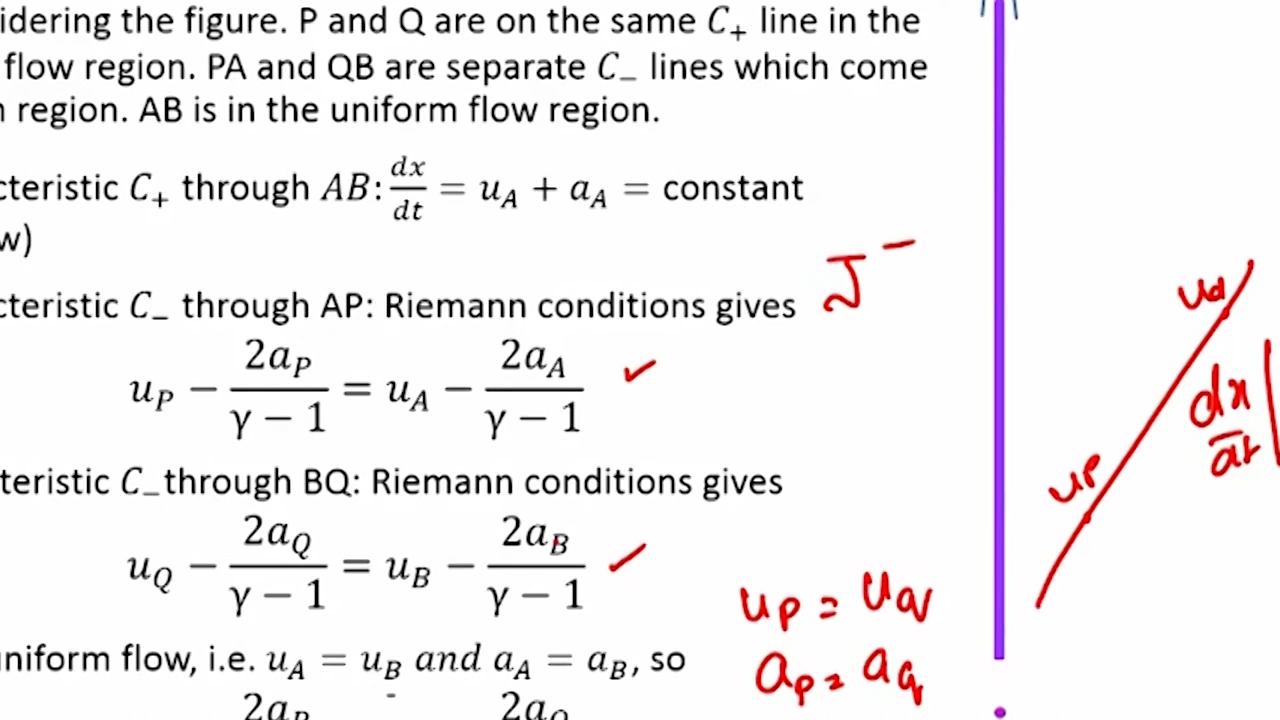 idering the figure. P and Q are on the same C₊ line in the
flow region. PA and QB are separate C₋ lines which come
region. AB is in the uniform flow region.
cteristic C₊ through AB: dx/dt = u_A + a_A = constant
w)
cteristic C₋ through AP: Riemann conditions gives
J⁻
u_P − 2a_P/(γ − 1) = u_A − 2a_A/(γ − 1)
teristic C₋through BQ: Riemann conditions gives
u_Q − 2a_Q/(γ − 1) = u_B − 2a_B/(γ − 1)
u_P = u_Q
niform flow, i.e. u_A = u_B and a_A = a_B, so
a_P = a_Q
2a_P 2a_Q
u_P
dx/dt